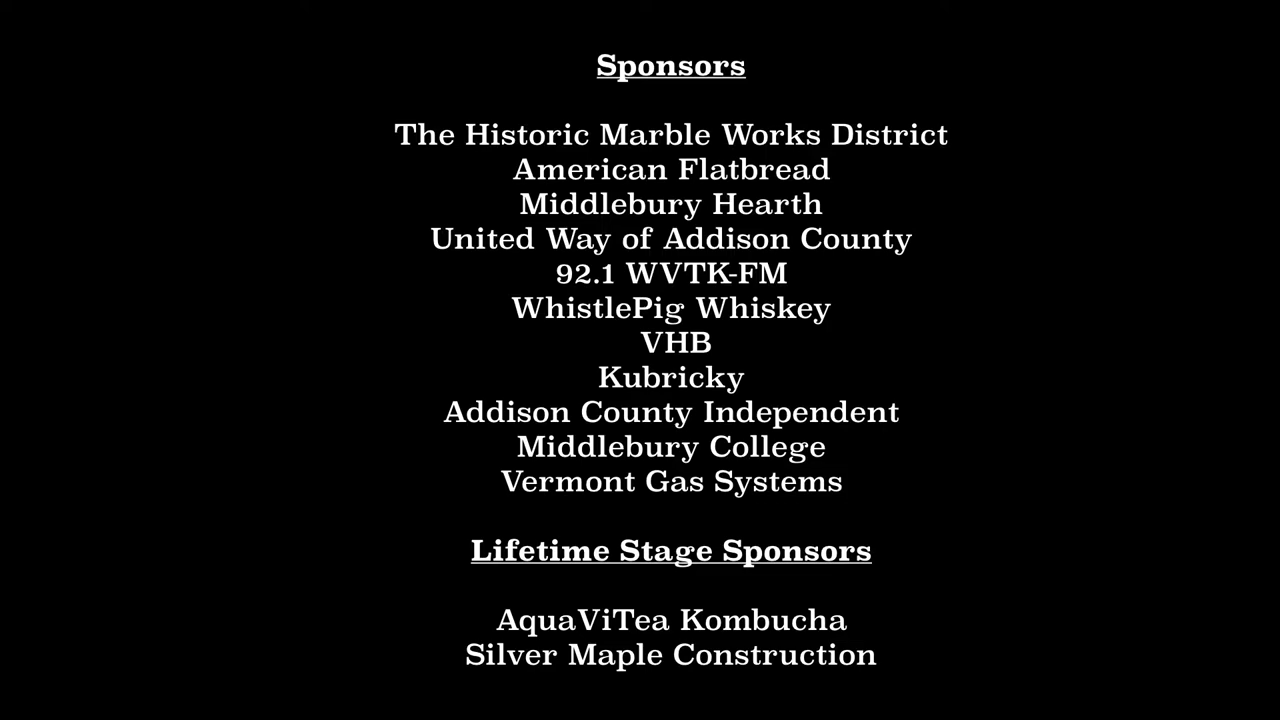 Sponsors
The Historic Marble Works District
American Flatbread
Middlebury Hearth
United Way of Addison County
92.1 WVTK-FM
WhistlePig Whiskey
VHB
Kubricky
Addison County Independent
Middlebury College
Vermont Gas Systems
Lifetime Stage Sponsors
AquaViTea Kombucha
Silver Maple Construction